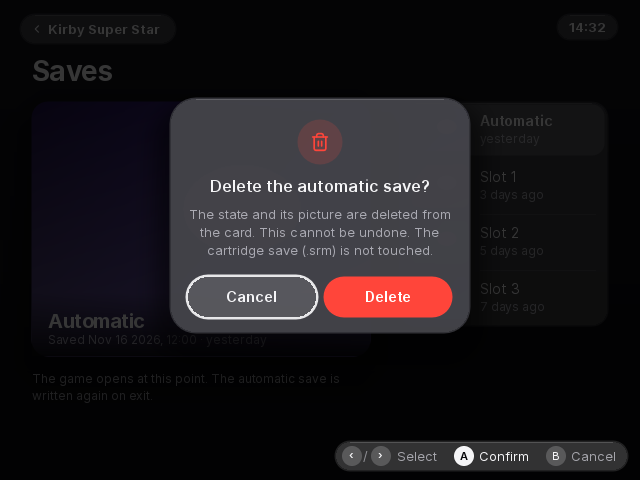 Kirby Super Star
14:32
Saves
Automatic
yesterday
Slot 1
3 days ago
Slot 2
5 days ago
Slot 3
7 days ago
Delete the automatic save?
The state and its picture are deleted from
the card. This cannot be undone. The
cartridge save (.srm) is not touched.
Cancel
Delete
Automatic
Saved Nov 16 2026, 12:00 · yesterday
The game opens at this point. The automatic save is
written again on exit.
‹ / › Select A Confirm B Cancel